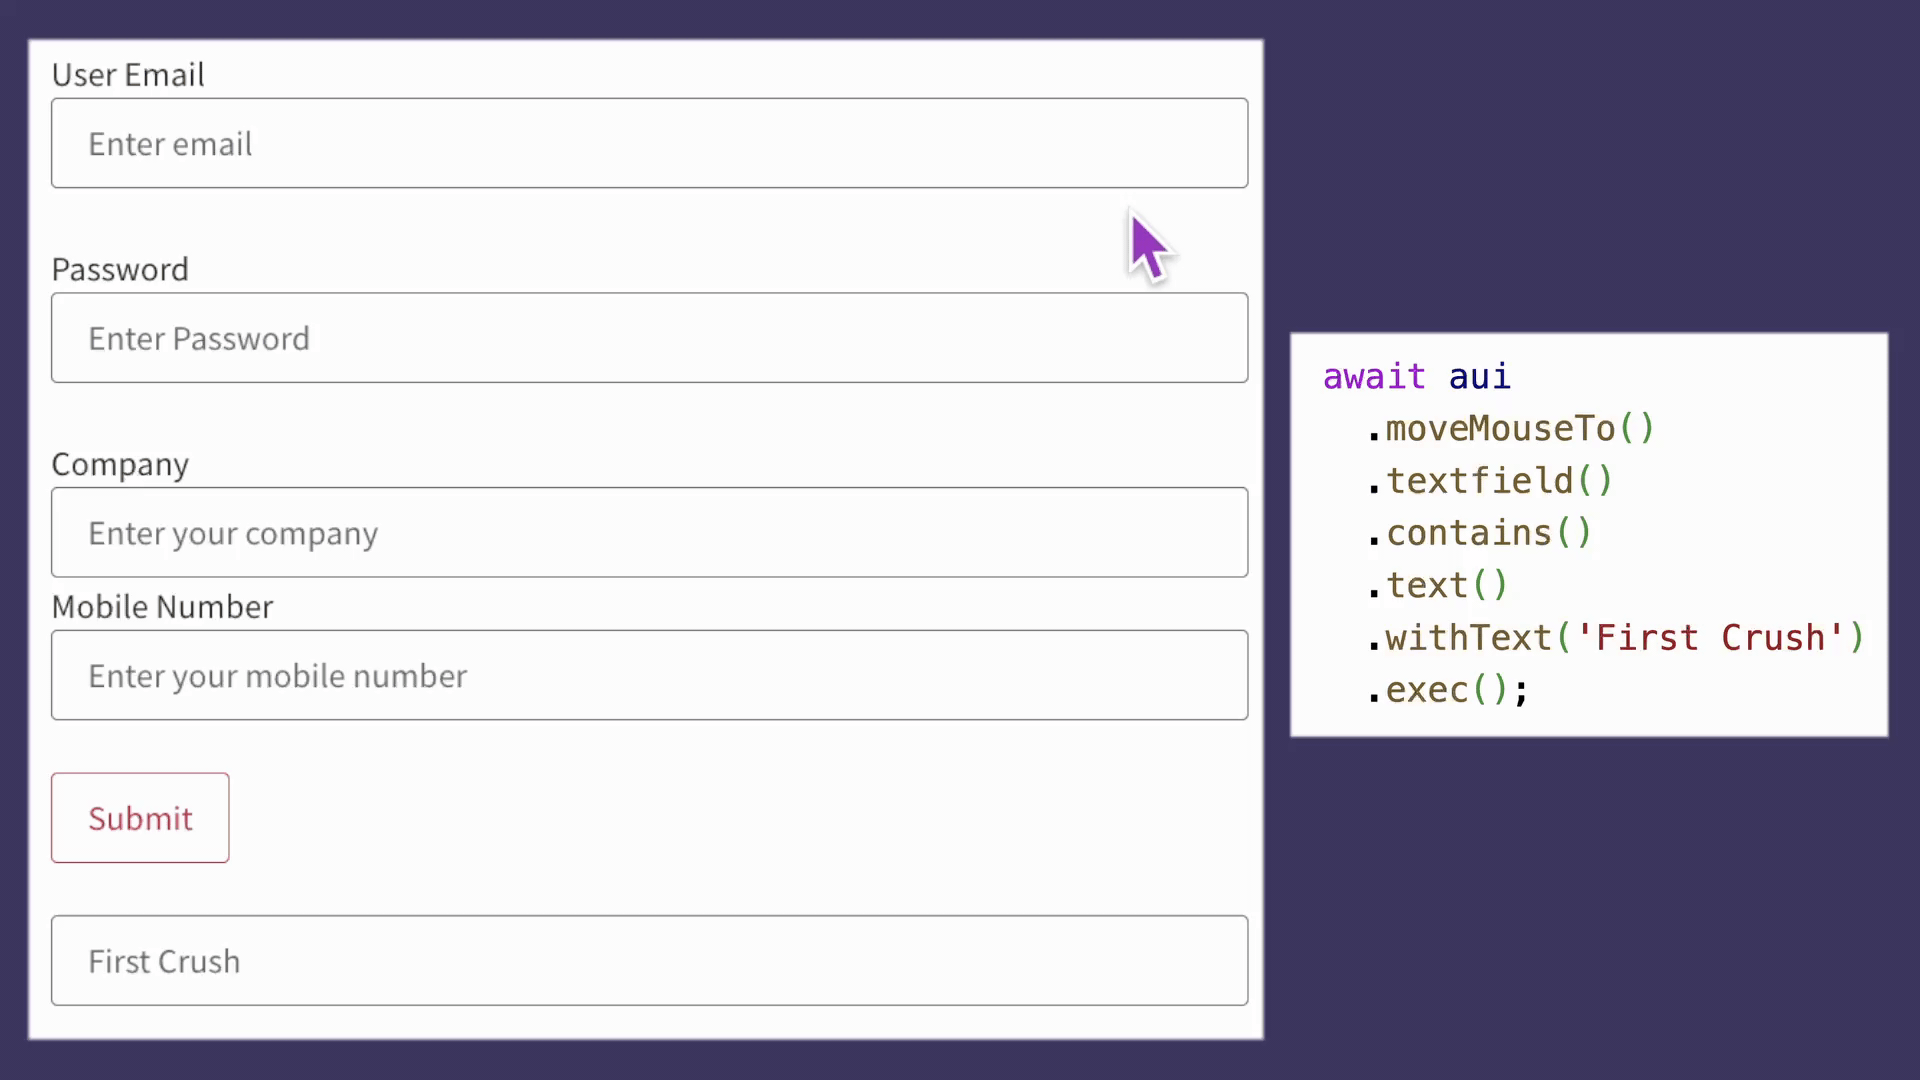 User Email
Enter email
Password
Enter Password
Company
Enter your company
Mobile Number
Enter your mobile number
Submit
First Crush
await aui
.moveMouseTo()
.textfield()
.contains()
.text()
.withText('First Crush')
.exec();